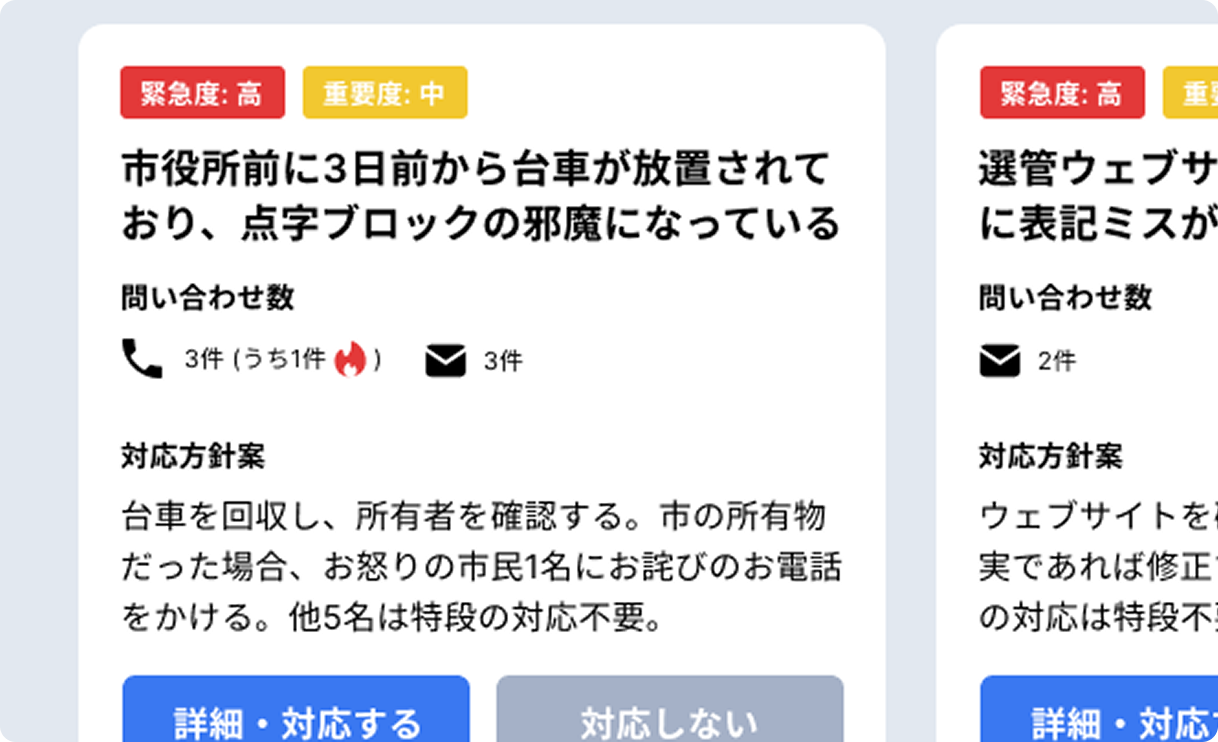 緊急度: 高
重要度: 中
市役所前に3日前から台車が放置されて
おり、点字ブロックの邪魔になっている
問い合わせ数
3件 (うち1件 )
3件
対応方針案
台車を回収し、所有者を確認する。市の所有物
だった場合、お怒りの市民1名にお詫びのお電話
をかける。他5名は特段の対応不要。
詳細・対応する
対応しない
緊急度: 高
重
選管ウェブサ
に表記ミスが
問い合わせ数
2件
対応方針案
ウェブサイトを
実であれば修正
の対応は特段不
詳細・対応